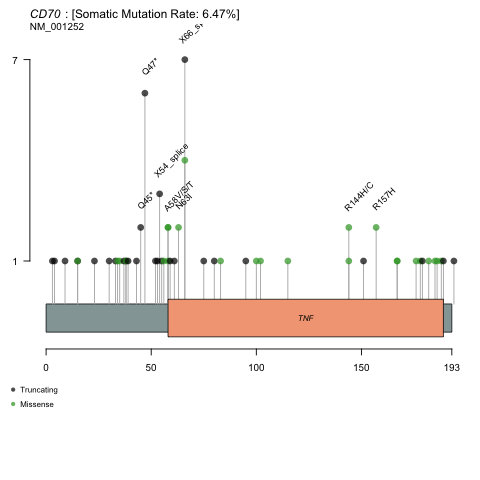 CD70 : [Somatic Mutation Rate: 6.47%]
NM_001252
7
1
Q47*
X54_splice
Q45*
A58V/S/T
N63I
R144H/C
R157H
TNF
0 50 100 150 193
Truncating
Missense